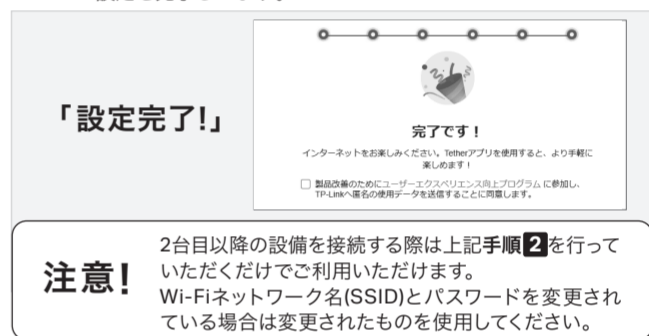 「設定完了!」
完了です！
インターネットをお楽しみください。Tetherアプリを使用すると、より手軽に
楽しめます！
製品改善のためにユーザーエクスペリエンス向上プログラム に参加し、
TP-Linkへ匿名の使用データを送信することに同意します。
注意!
2台目以降の設備を接続する際は上記手順2を行って
いただくだけでご利用いただけます。
Wi-Fiネットワーク名(SSID)とパスワードを変更され
ている場合は変更されたものを使用してください。